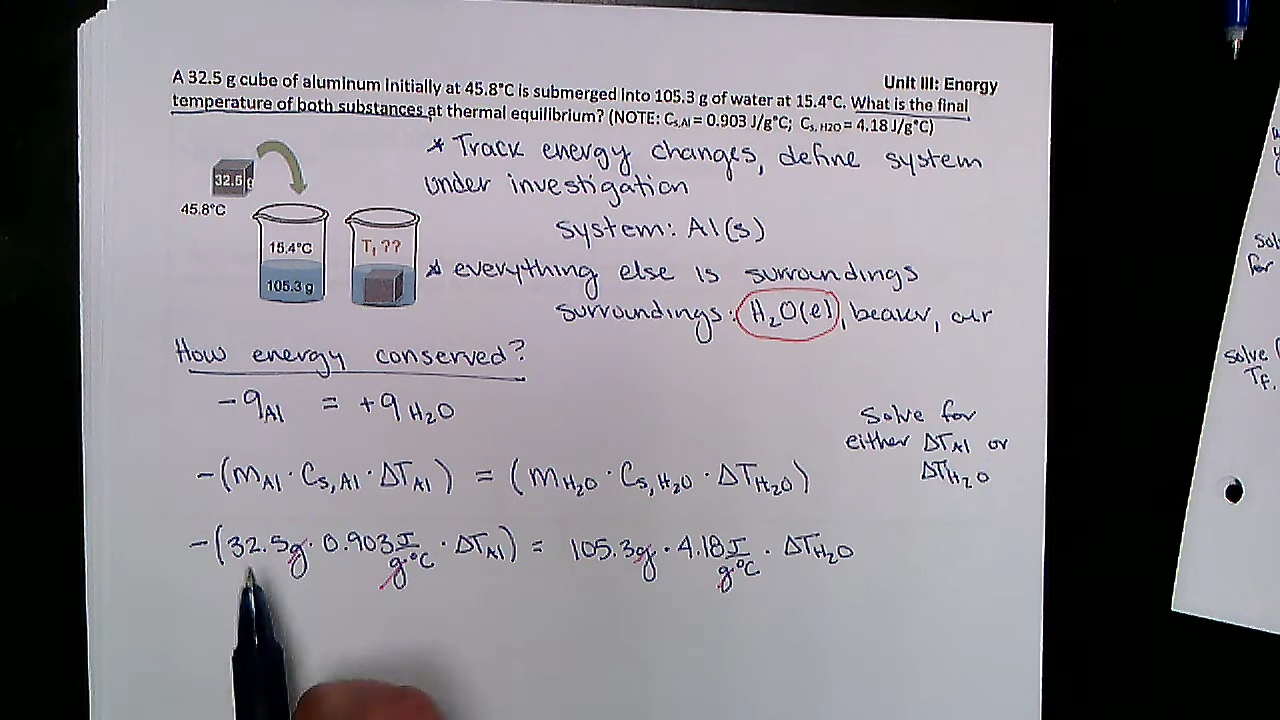 Unit III: Energy
A 32.5 g cube of aluminum initially at 45.8°C is submerged into 105.3 g of water at 15.4°C. What is the final
temperature of both substances at thermal equilibrium? (NOTE: Cs,Al = 0.903 J/g°C; Cs, H2O = 4.18 J/g°C)
32.5 g
45.8°C
15.4°C
105.3 g
Tf ??
* Track energy changes, define system
under investigation
system: Al(s)
* everything else is surroundings
surroundings: H₂O(l), beaker, air
How energy conserved?
-qAl = +qH₂O
Solve for
either ΔTAl or
ΔTH₂O
-(mAl · Cs,Al · ΔTAl) = (mH₂O · Cs,H₂O · ΔTH₂O)
-(32.5g · 0.903 J/g·°C · ΔTAl) = 105.3g · 4.18 J/g·°C · ΔTH₂O
Sol
for
Solve
Tf.